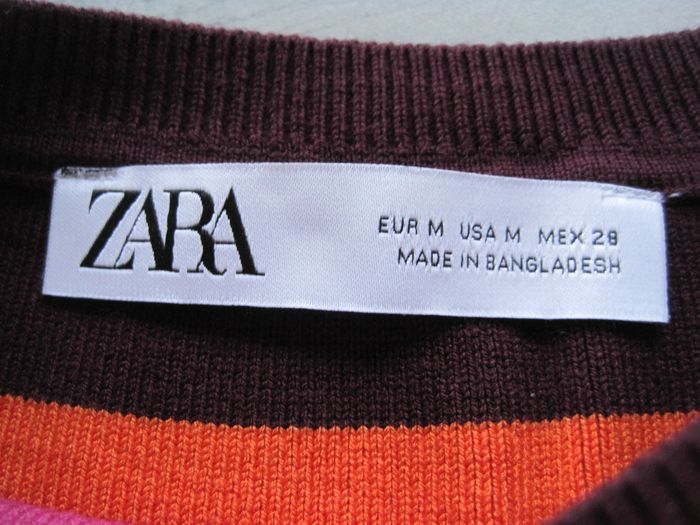 ZARA
EUR M USA M MEX 28
MADE IN BANGLADESH